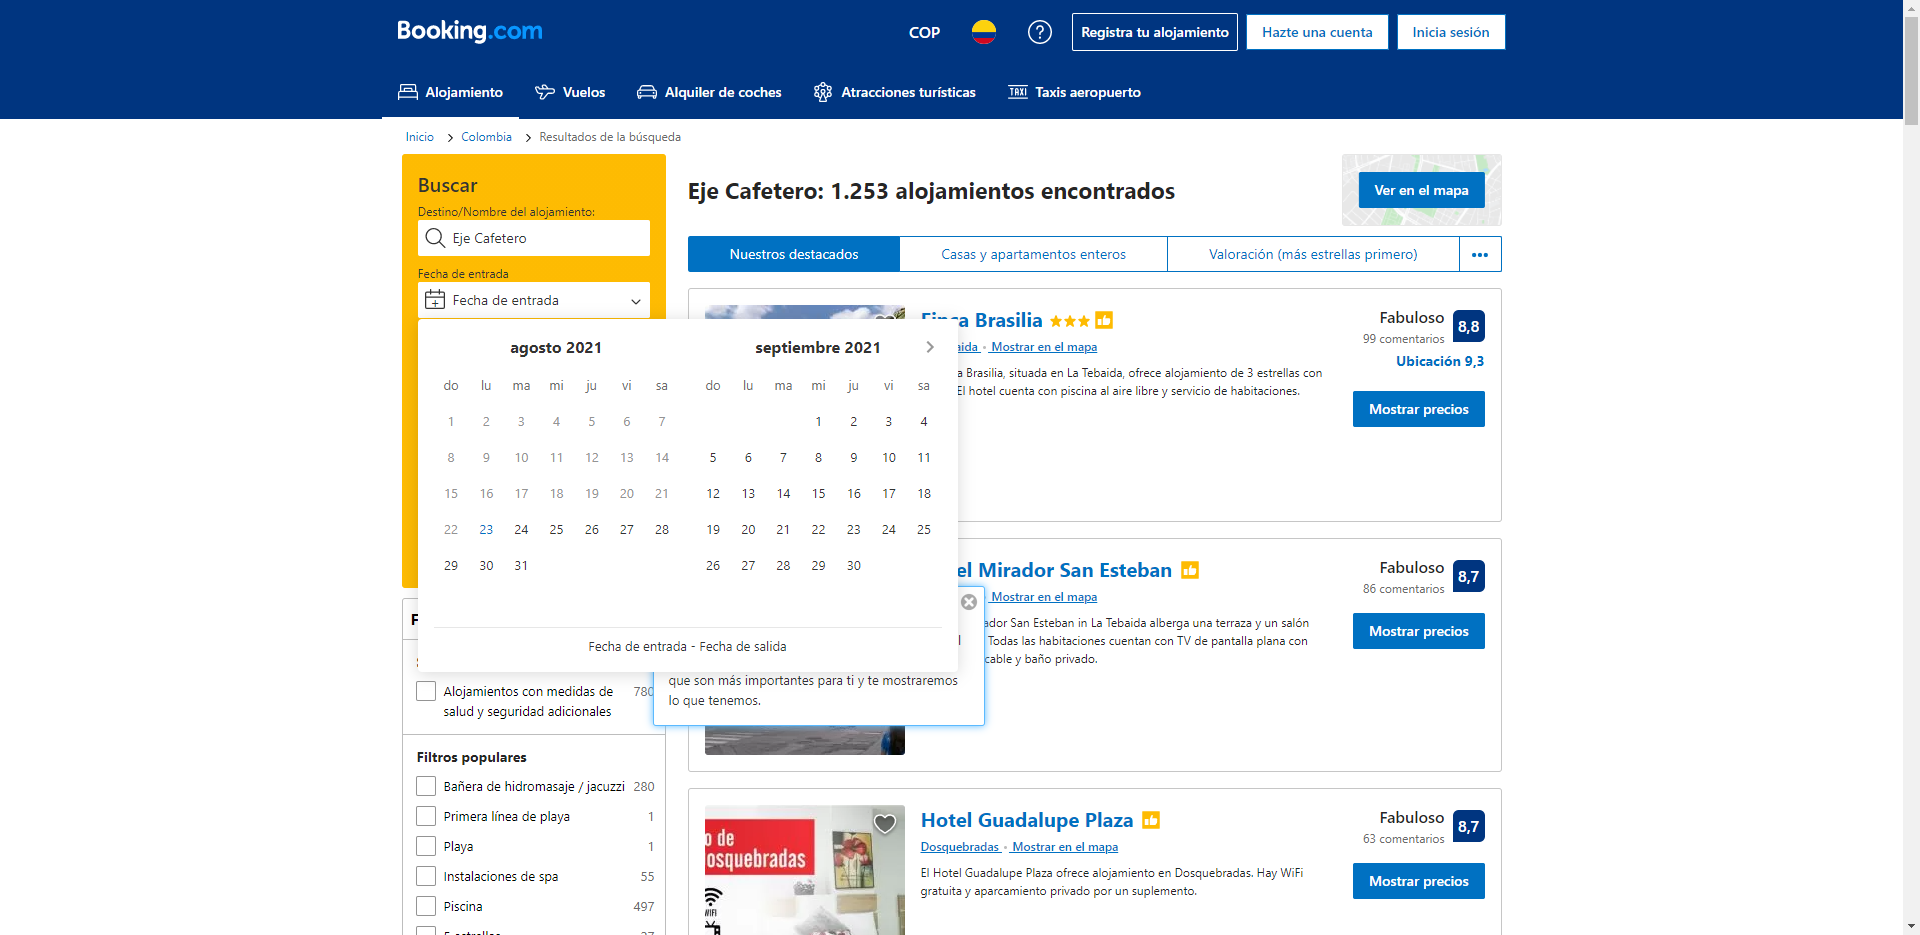 Booking.com
COP
Registra tu alojamiento
Hazte una cuenta
Inicia sesión
Alojamiento
Vuelos
Alquiler de coches
Atracciones turísticas
TAXI
Taxis aeropuerto
Inicio
Colombia
Resultados de la búsqueda
Buscar
Destino/Nombre del alojamiento:
Eje Cafetero
Fecha de entrada
Fecha de entrada
agosto 2021
do lu ma mi ju vi sa
1 2 3 4 5 6 7
8 9 10 11 12 13 14
15 16 17 18 19 20 21
22 23 24 25 26 27 28
29 30 31
septiembre 2021
do lu ma mi ju vi sa
1 2 3 4
5 6 7 8 9 10 11
12 13 14 15 16 17 18
19 20 21 22 23 24 25
26 27 28 29 30
Fecha de entrada - Fecha de salida
que son más importantes para ti y te mostraremos
lo que tenemos.
Alojamientos con medidas de
salud y seguridad adicionales
780
Filtros populares
Bañera de hidromasaje / jacuzzi 280
Primera línea de playa 1
Playa 1
Instalaciones de spa 55
Piscina 497
Eje Cafetero: 1.253 alojamientos encontrados
Ver en el mapa
Nuestros destacados
Casas y apartamentos enteros
Valoración (más estrellas primero)
Brasilia
Mostrar en el mapa
Brasilia, situada en La Tebaida, ofrece alojamiento de 3 estrellas con
El hotel cuenta con piscina al aire libre y servicio de habitaciones.
Fabuloso
8,8
99 comentarios
Ubicación 9,3
Mostrar precios
el Mirador San Esteban
Mostrar en el mapa
ador San Esteban in La Tebaida alberga una terraza y un salón
Todas las habitaciones cuentan con TV de pantalla plana con
cable y baño privado.
Fabuloso
8,7
86 comentarios
Mostrar precios
o de
osquebradas
Hotel Guadalupe Plaza
Dosquebradas
Mostrar en el mapa
El Hotel Guadalupe Plaza ofrece alojamiento en Dosquebradas. Hay WiFi
gratuita y aparcamiento privado por un suplemento.
Fabuloso
8,7
63 comentarios
Mostrar precios